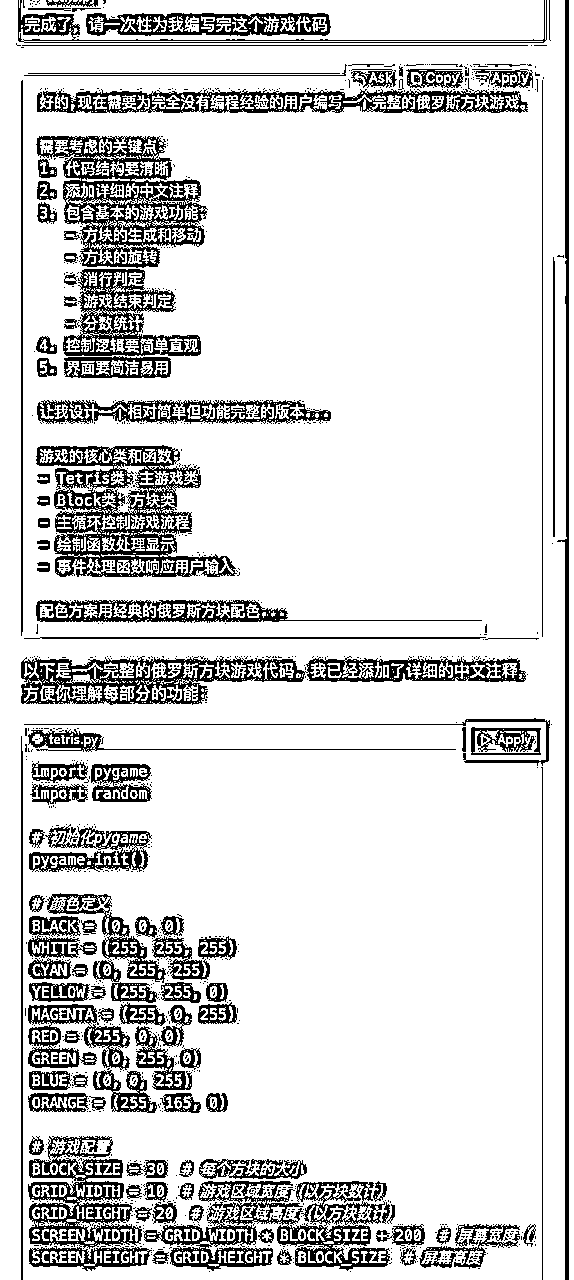 完成了，请一次性为我编写完这个游戏代码
Ask Copy Apply
好的,现在需要为完全没有编程经验的用户编写一个完整的俄罗斯方块游戏。
需要考虑的关键点：
1. 代码结构要清晰
2. 添加详细的中文注释
3. 包含基本的游戏功能：
- 方块的生成和移动
- 方块的旋转
- 消行判定
- 游戏结束判定
- 分数统计
4. 控制逻辑要简单直观
5. 界面要简洁易用
让我设计一个相对简单但功能完整的版本...
游戏的核心类和函数：
- Tetris类：主游戏类
- Block类：方块类
- 主循环控制游戏流程
- 绘制函数处理显示
- 事件处理函数响应用户输入
配色方案用经典的俄罗斯方块配色...
以下是一个完整的俄罗斯方块游戏代码。我已经添加了详细的中文注释，
方便你理解每部分的功能：
tetris.py Apply
import pygame
import random
# 初始化pygame
pygame.init()
# 颜色定义
BLACK = (0, 0, 0)
WHITE = (255, 255, 255)
CYAN = (0, 255, 255)
YELLOW = (255, 255, 0)
MAGENTA = (255, 0, 255)
RED = (255, 0, 0)
GREEN = (0, 255, 0)
BLUE = (0, 0, 255)
ORANGE = (255, 165, 0)
# 游戏配置
BLOCK_SIZE = 30 # 每个方块的大小
GRID_WIDTH = 10 # 游戏区域宽度（以方块数计）
GRID_HEIGHT = 20 # 游戏区域高度（以方块数计）
SCREEN_WIDTH = GRID_WIDTH * BLOCK_SIZE + 200 # 屏幕宽度（
SCREEN_HEIGHT = GRID_HEIGHT * BLOCK_SIZE # 屏幕高度